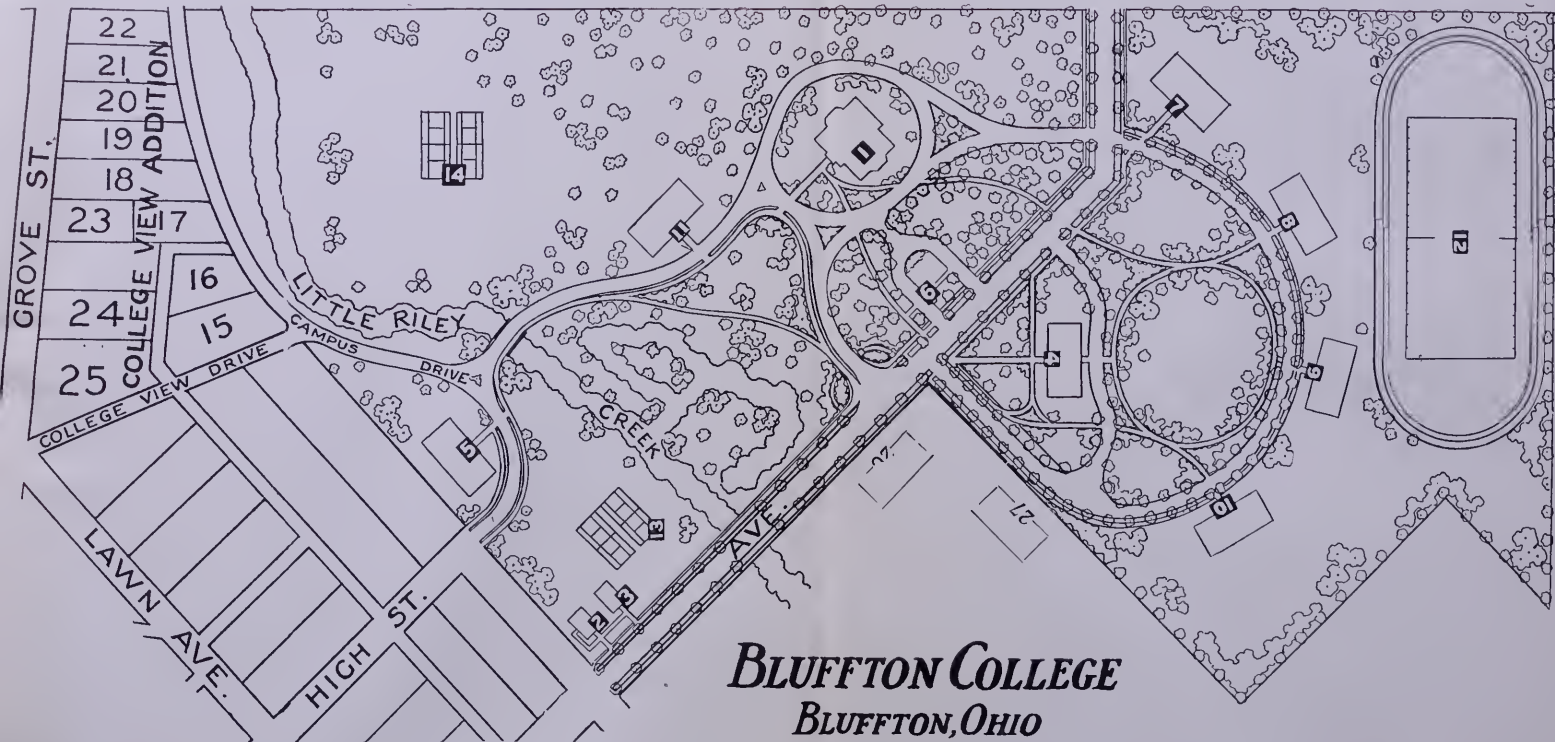 22
21
20
19
18
23
17
COLLEGE VIEW ADDITION
GROVE ST.
16
24
15
25
14
LITTLE RILEY
CREEK
CAMPUS DRIVE
COLLEGE VIEW DRIVE
11
1
7
6
8
12
4
9
5
10
13
27
3
2
AVE.
LAWN AVE.
HIGH ST.
BLUFFTON COLLEGE
BLUFFTON, OHIO